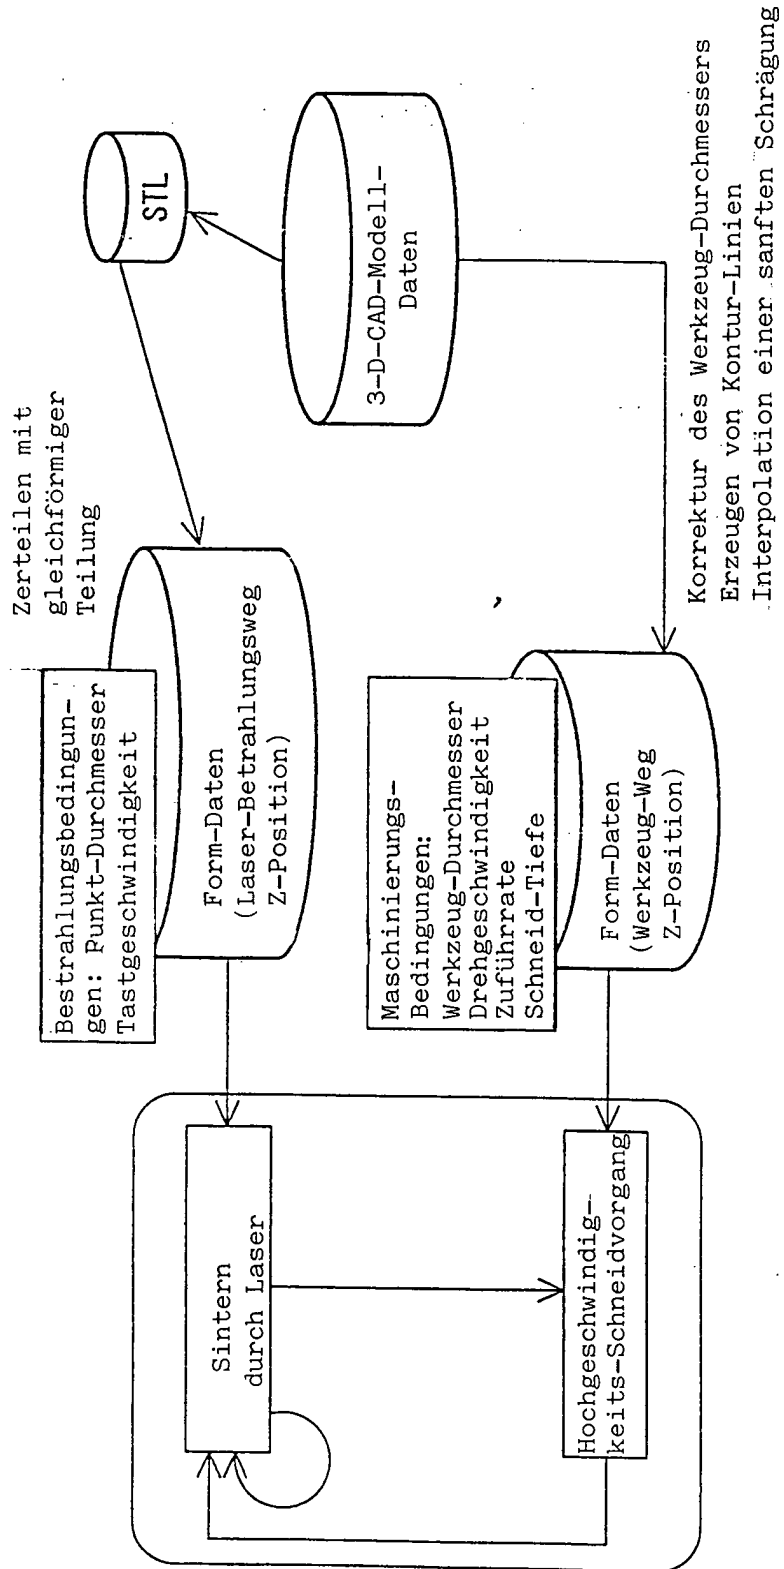 Zerteilen mit
gleichförmiger
Teilung
STL
3-D-CAD-Modell-
Daten
Bestrahlungsbedingun-
gen: Punkt-Durchmesser
Tastgeschwindigkeit
Form-Daten
(Laser-Betrahlungsweg
Z-Position)
Maschinierungs-
Bedingungen:
Werkzeug-Durchmesser
Drehgeschwindigkeit
Zuführrate
Schneid-Tiefe
Form-Daten
(Werkzeug-Weg
Z-Position)
Korrektur des Werkzeug-Durchmessers
Erzeugen von Kontur-Linien
Interpolation einer sanften Schrägung
Sintern
durch Laser
Hochgeschwindig-
keits-Schneidvorgang